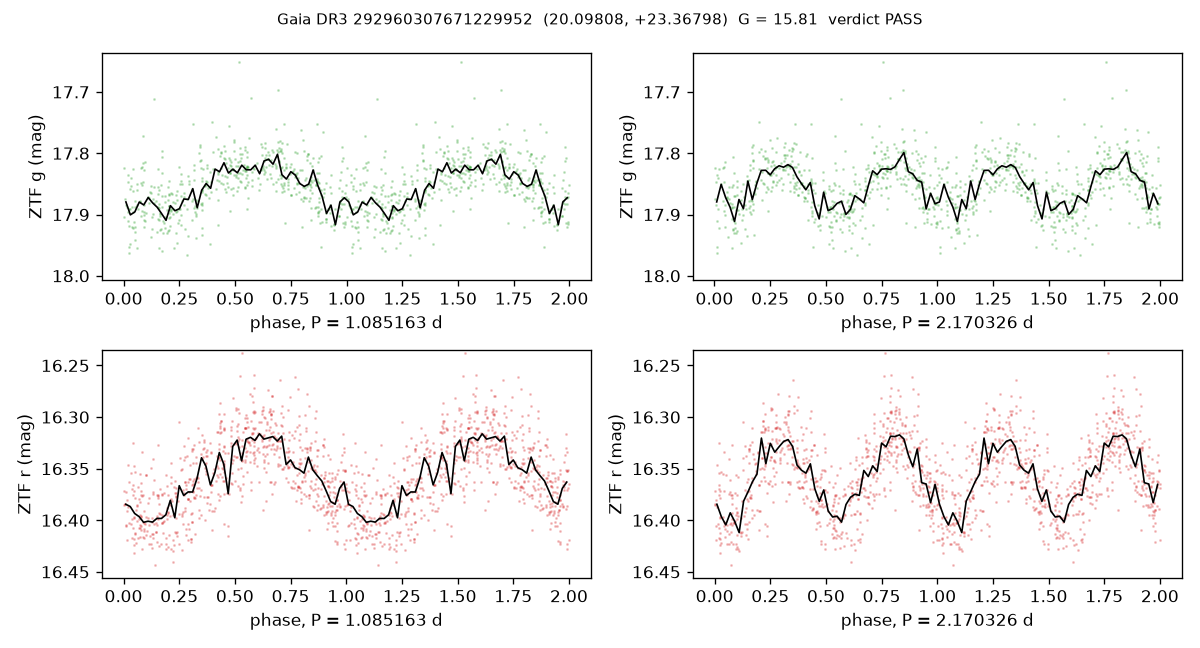 Gaia DR3 292960307671229952 (20.09808, +23.36798) G = 15.81 verdict PASS
ZTF g (mag)
17.7
17.8
17.9
18.0
0.00 0.25 0.50 0.75 1.00 1.25 1.50 1.75 2.00
phase, P = 1.085163 d
ZTF g (mag)
17.7
17.8
17.9
18.0
0.00 0.25 0.50 0.75 1.00 1.25 1.50 1.75 2.00
phase, P = 2.170326 d
ZTF r (mag)
16.25
16.30
16.35
16.40
16.45
0.00 0.25 0.50 0.75 1.00 1.25 1.50 1.75 2.00
phase, P = 1.085163 d
ZTF r (mag)
16.25
16.30
16.35
16.40
16.45
0.00 0.25 0.50 0.75 1.00 1.25 1.50 1.75 2.00
phase, P = 2.170326 d